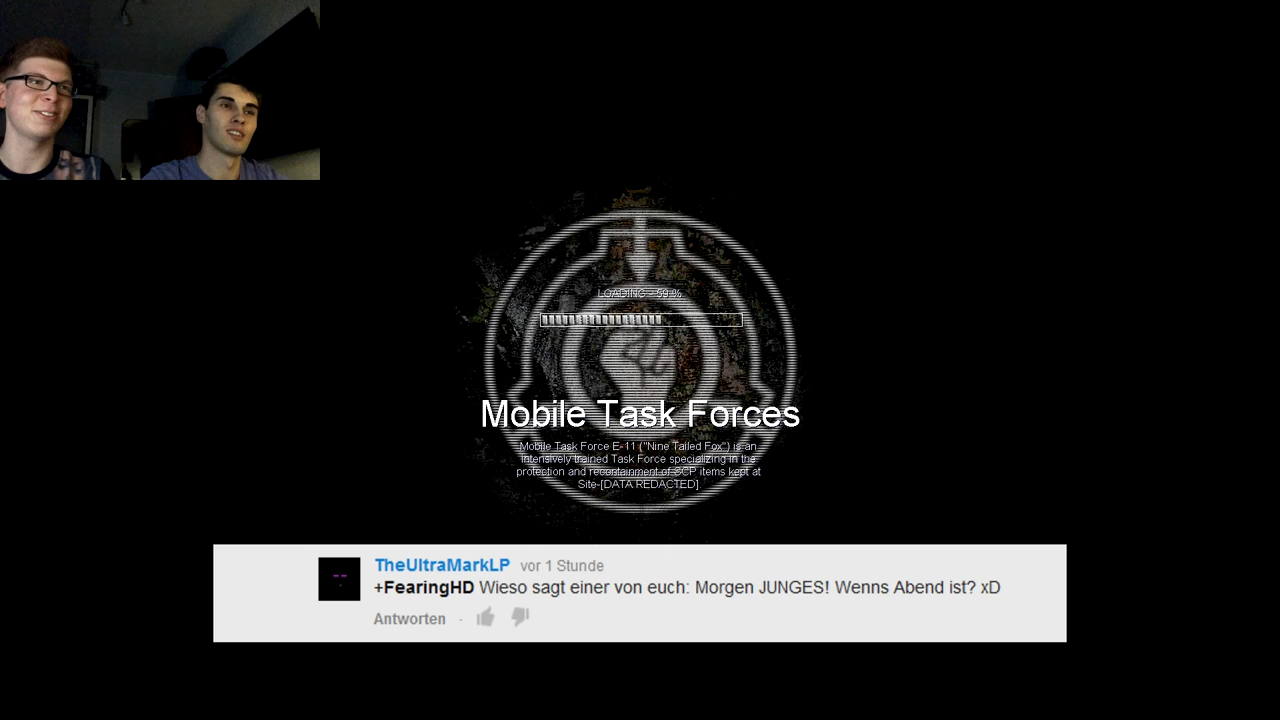 LOADING - 59 %
Mobile Task Forces
Mobile Task Force E-11 ("Nine Tailed Fox") is an
intensively trained Task Force specializing in the
protection and recontainment of SCP items kept at
Site-[DATA REDACTED].
TheUltraMarkLP vor 1 Stunde
+FearingHD Wieso sagt einer von euch: Morgen JUNGES! Wenns Abend ist? xD
Antworten ·